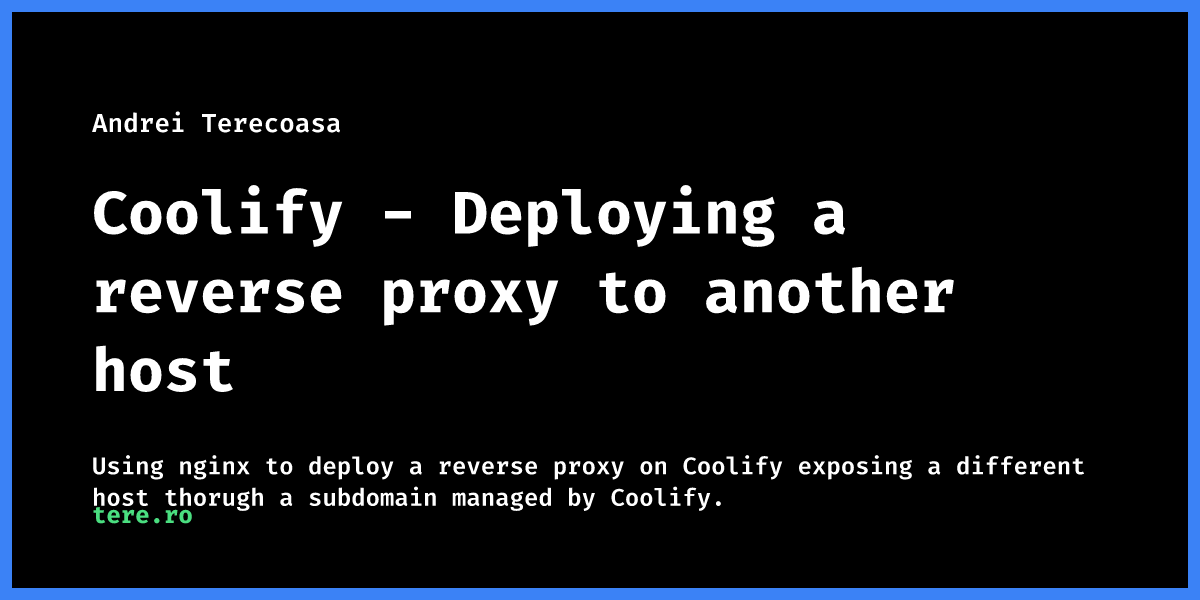 Andrei Terecoasa
Coolify – Deploying a
reverse proxy to another
host
Using nginx to deploy a reverse proxy on Coolify exposing a different
host thorugh a subdomain managed by Coolify.
tere.ro